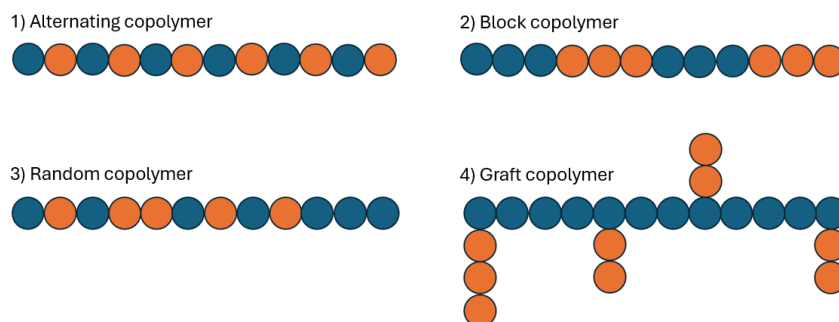 1) Alternating copolymer
2) Block copolymer
3) Random copolymer
4) Graft copolymer